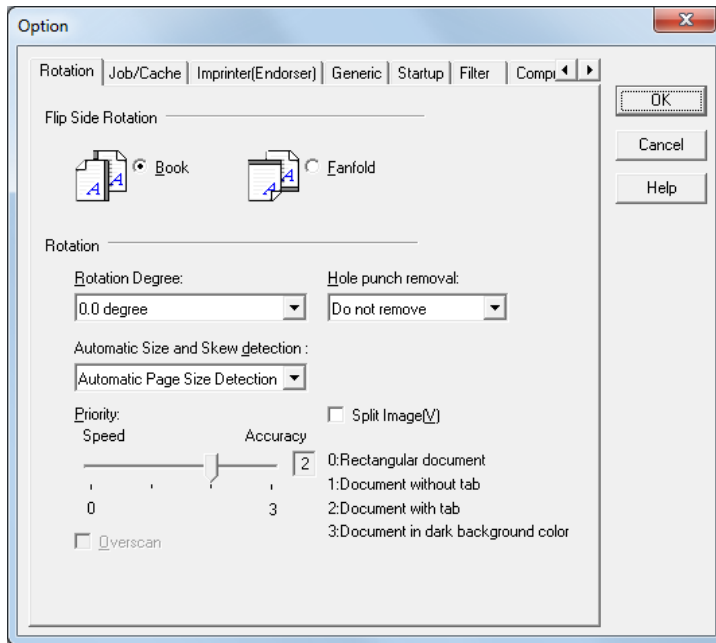 Option
Rotation Job/Cache Imprinter(Endorser) Generic Startup Filter
OK
Cancel
Help
Flip Side Rotation
A A Book A A Fanfold
Rotation
Rotation Degree: Hole punch removal:
0.0 degree Do not remove
Automatic Size and Skew detection :
Automatic Page Size Detection
Priority: Split Image(V)
Speed Accuracy
2
0 3
0:Rectangular document
1:Document without tab
2:Document with tab
3:Document in dark background color
Overscan